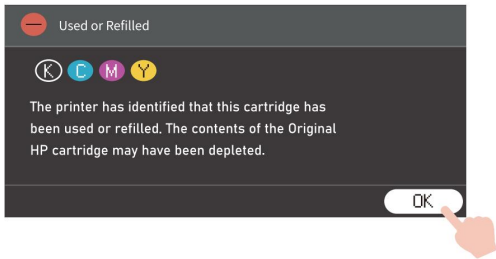 Used or Refilled
K C M Y
The printer has identified that this cartridge has
been used or refilled. The contents of the Original
HP cartridge may have been depleted.
OK